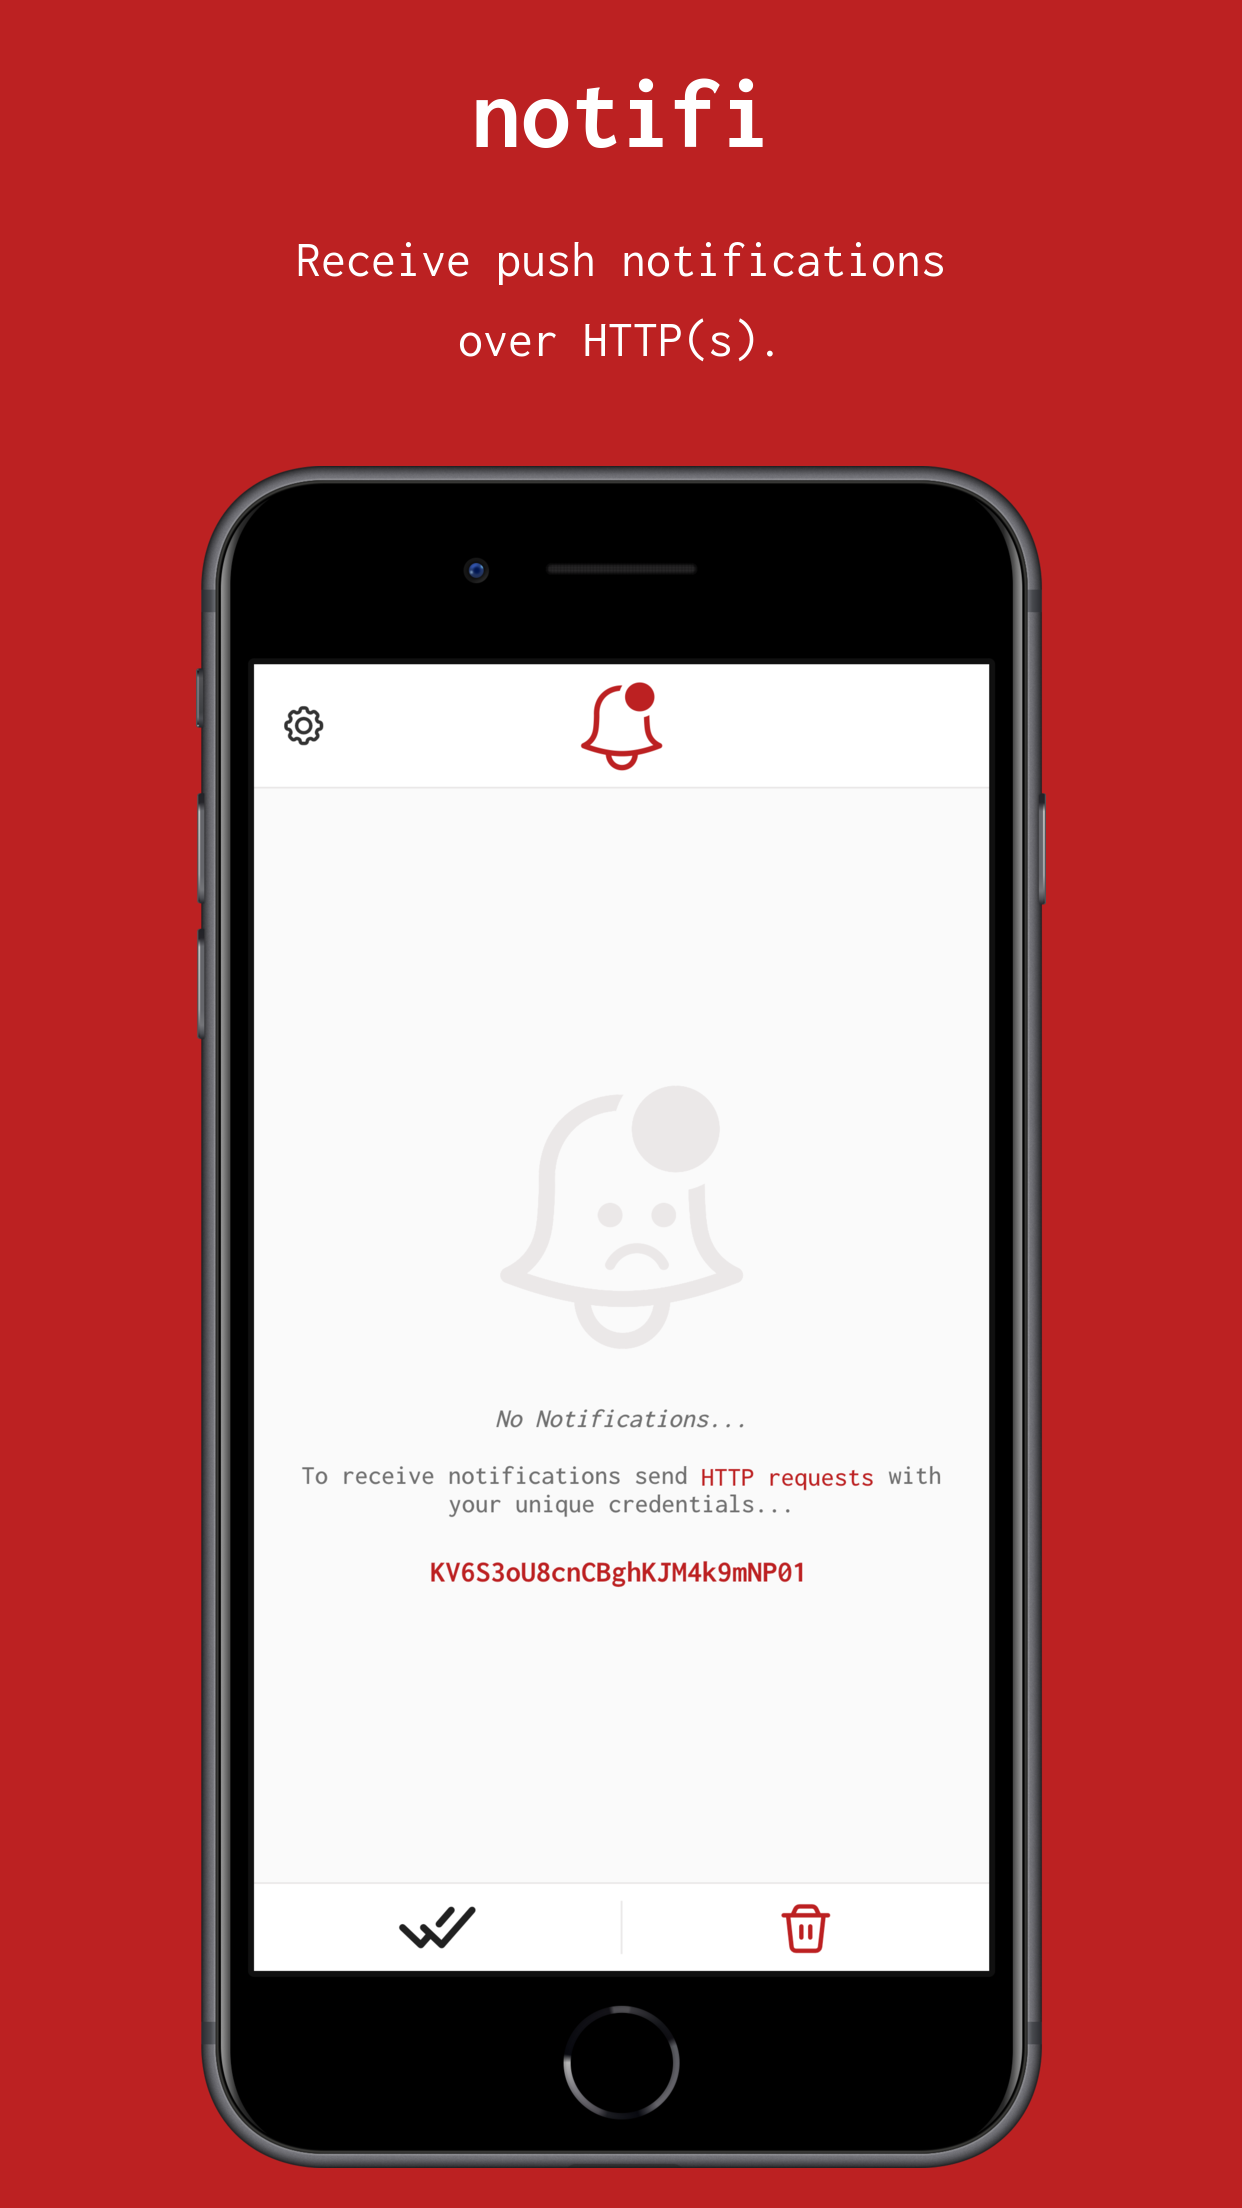 notifi
Receive push notifications
over HTTP(s).
No Notifications...
To receive notifications send HTTP requests with
your unique credentials...
KV6S3oU8cnCBghKJM4k9mNP01